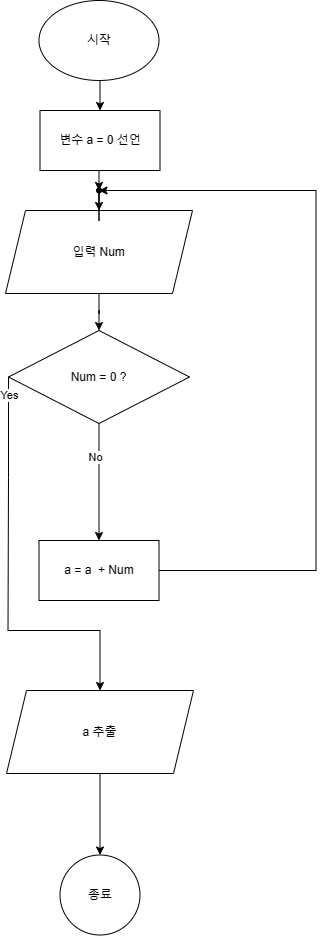 시작
변수 a = 0 선언
입력 Num
Num = 0 ?
Yes
No
a = a + Num
a 추출
종료